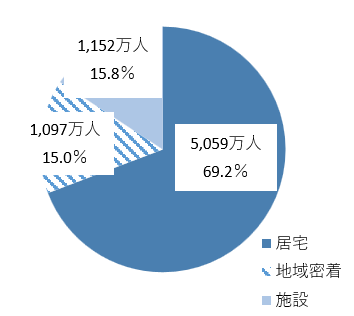 1,152万人
15.8%
1,097万人
15.0%
5,059万人
69.2%
居宅
地域密着
施設